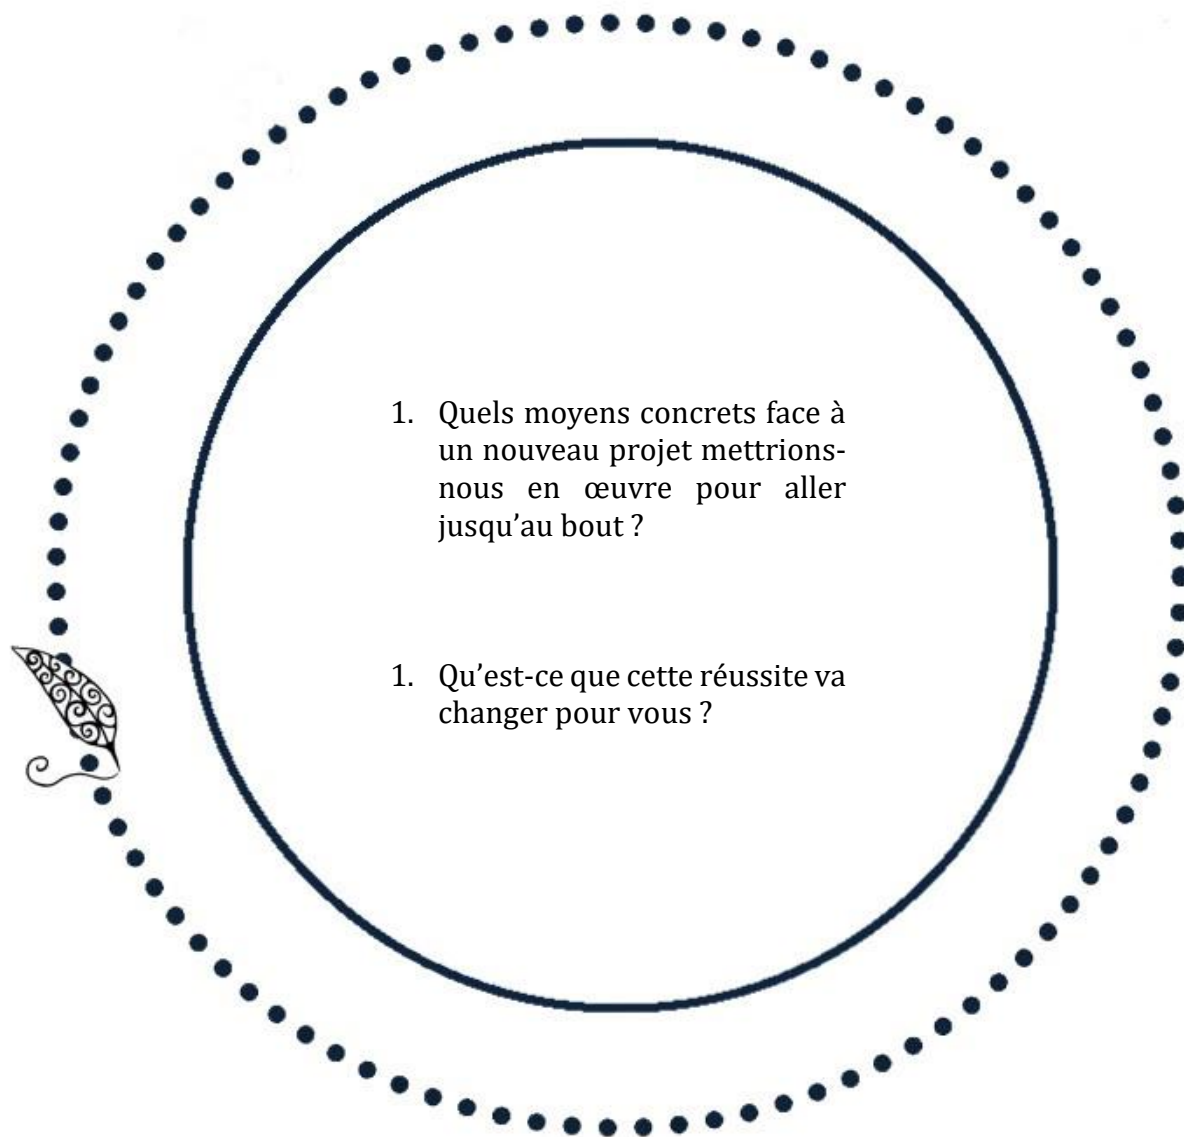 1. Quels moyens concrets face à
un nouveau projet mettrions-
nous en œuvre pour aller
jusqu’au bout ?
1. Qu’est-ce que cette réussite va
changer pour vous ?